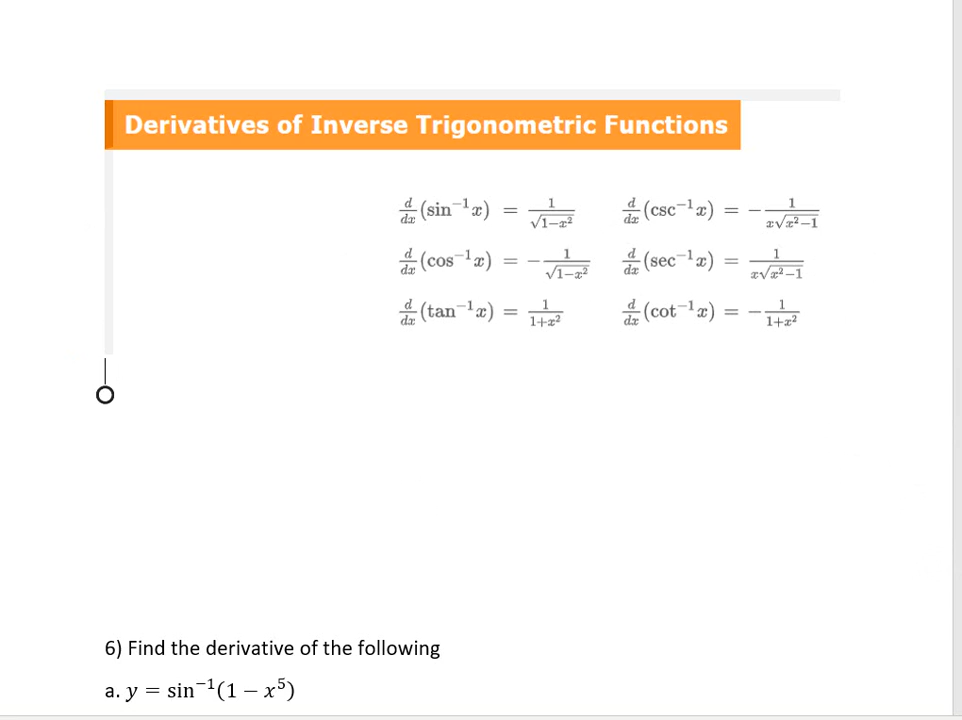 Derivatives of Inverse Trigonometric Functions
d/dx (sin⁻¹x) = 1/√1−x² d/dx (csc⁻¹x) = − 1/x√x²−1
d/dx (cos⁻¹x) = − 1/√1−x² d/dx (sec⁻¹x) = 1/x√x²−1
d/dx (tan⁻¹x) = 1/1+x² d/dx (cot⁻¹x) = − 1/1+x²
6) Find the derivative of the following
a. y = sin⁻¹(1 − x⁵)